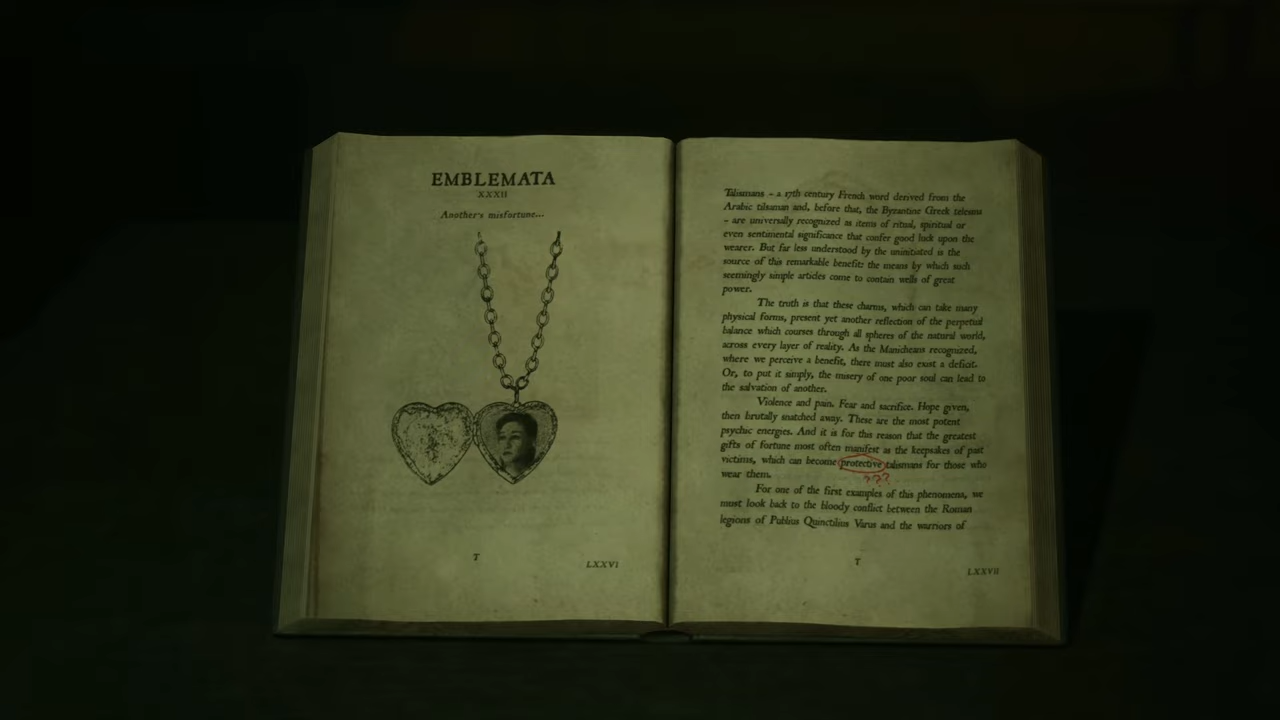 EMBLEMATA
XXXII
Another's misfortune...
T
LXXVI
Talismans - a 17th century French word derived from the
Arabic tilsaman and, before that, the Byzantine Greek telesmu
- are universally recognized as items of ritual, spiritual or
even sentimental significance that confer good luck upon the
wearer. But far less understood by the uninitiated is the
source of this remarkable benefit: the means by which such
seemingly simple articles come to contain wells of great
power.
The truth is that these charms, which can take many
physical forms, present yet another reflection of the perpetual
balance which courses through all spheres of the natural world,
across every layer of reality. As the Manicheans recognized,
where we perceive a benefit, there must also exist a deficit.
Or, to put it simply, the misery of one poor soul can lead to
the salvation of another.
Violence and pain. Fear and sacrifice. Hope given,
then brutally snatched away. These are the most potent
psychic energies. And it is for this reason that the greatest
gifts of fortune most often manifest as the keepsakes of past
victims, which can become protective talismans for those who
wear them.
???
For one of the first examples of this phenomena, we
must look back to the bloody conflict between the Roman
legions of Publius Quinctilius Varus and the warriors of
T
LXXVII